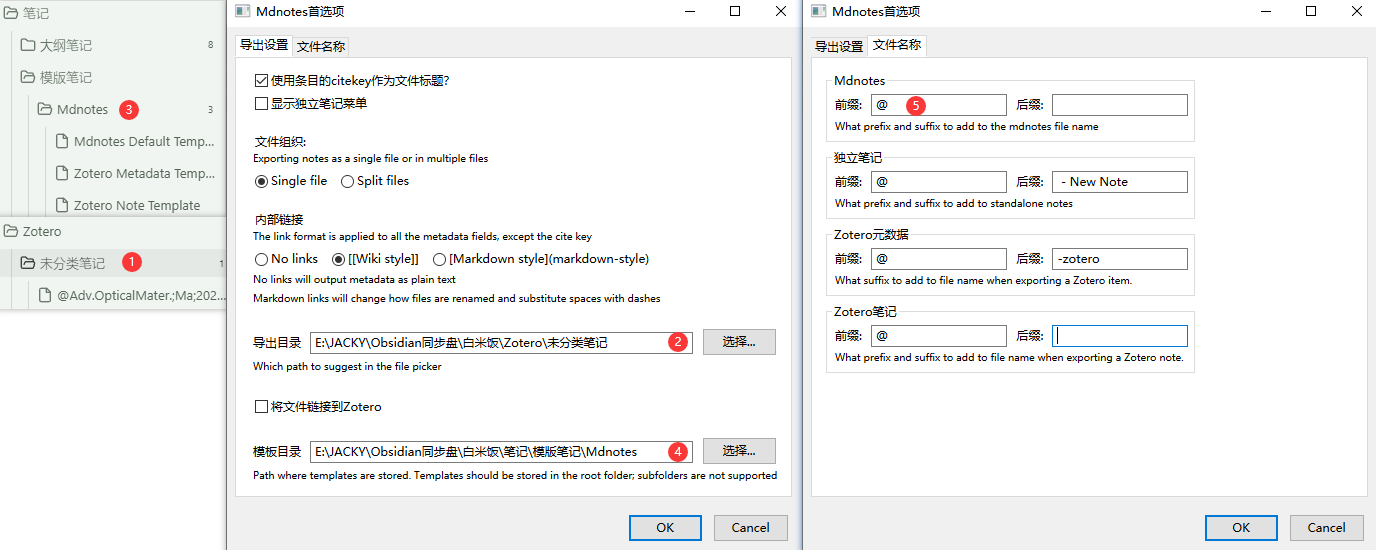 笔记
大纲笔记 8
模版笔记
Mdnotes 3 3
Mdnotes Default Temp...
Zotero Metadata Temp...
Zotero Note Template
Zotero
未分类笔记 1 1
@Adv.OpticalMater.;Ma;202...
Mdnotes首选项
导出设置 文件名称
使用条目的citekey作为文件标题?
显示独立笔记菜单
文件组织:
Exporting notes as a single file or in multiple files
Single file Split files
内部链接
The link format is applied to all the metadata fields, except the cite key
No links [[Wiki style]] [Markdown style](markdown-style)
No links will output metadata as plain text
Markdown links will change how files are renamed and substitute spaces with dashes
导出目录 E:\JACKY\Obsidian同步盘\白米饭\Zotero\未分类笔记 2 选择...
Which path to suggest in the file picker
将文件链接到Zotero
模板目录 E:\JACKY\Obsidian同步盘\白米饭\笔记\模版笔记\Mdnotes 4 选择...
Path where templates are stored. Templates should be stored in the root folder; subfolders are not supported
OK Cancel
Mdnotes首选项
导出设置 文件名称
Mdnotes
前缀: @ 5 后缀:
What prefix and suffix to add to the mdnotes file name
独立笔记
前缀: @ 后缀: - New Note
What prefix and suffix to add to standalone notes
Zotero元数据
前缀: @ 后缀: -zotero
What suffix to add to file name when exporting a Zotero item.
Zotero笔记
前缀: @ 后缀:
What prefix and suffix to add to file name when exporting a Zotero note.
OK Cancel